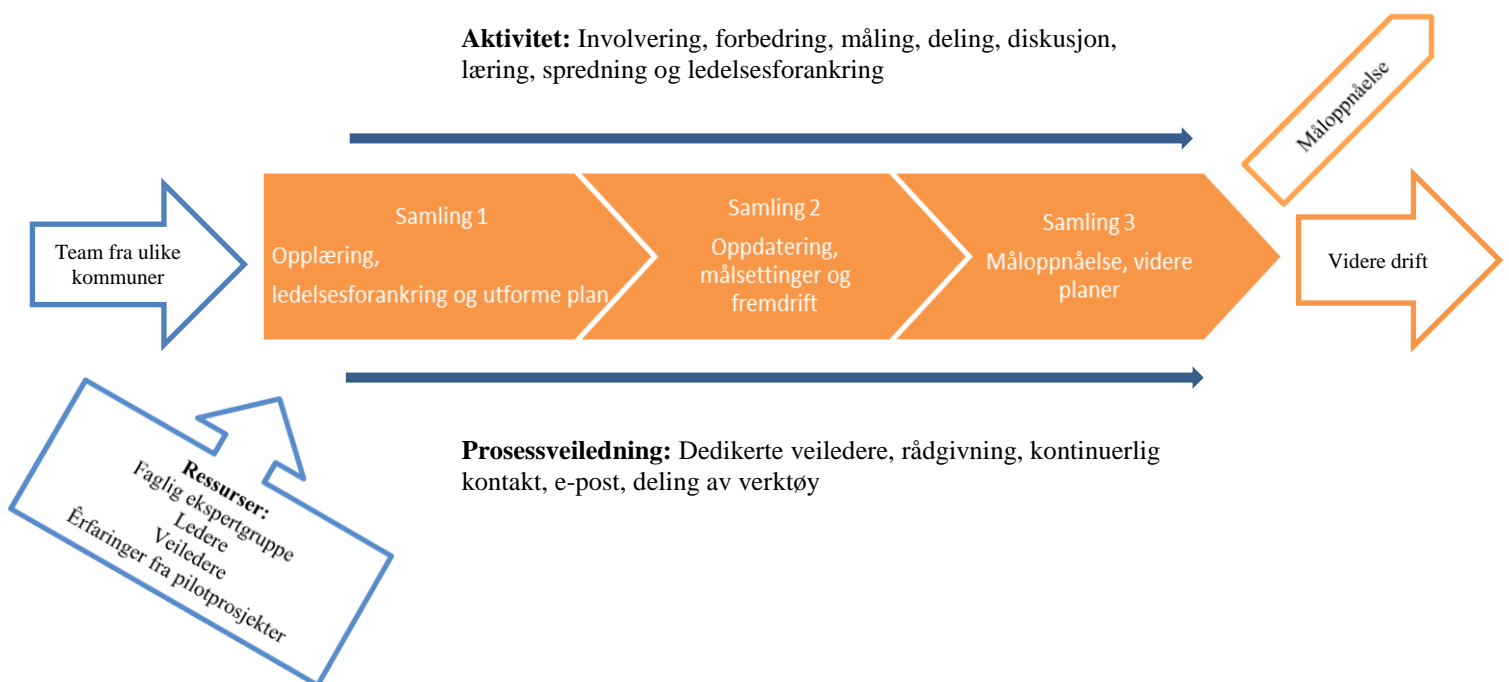 Aktivitet: Involvering, forbedring, måling, deling, diskusjon,
læring, spredning og ledelsesforankring
Måloppnåelse
Team fra ulike
kommuner
Samling 1
Opplæring,
ledelsesforankring og utforme plan
Samling 2
Oppdatering,
målsettinger og
fremdrift
Samling 3
Måloppnåelse, videre
planer
Videre drift
Ressurser:
Faglig ekspertgruppe
Ledere
Veiledere
Êrfaringer fra pilotprosjekter
Prosessveiledning: Dedikerte veiledere, rådgivning, kontinuerlig
kontakt, e-post, deling av verktøy